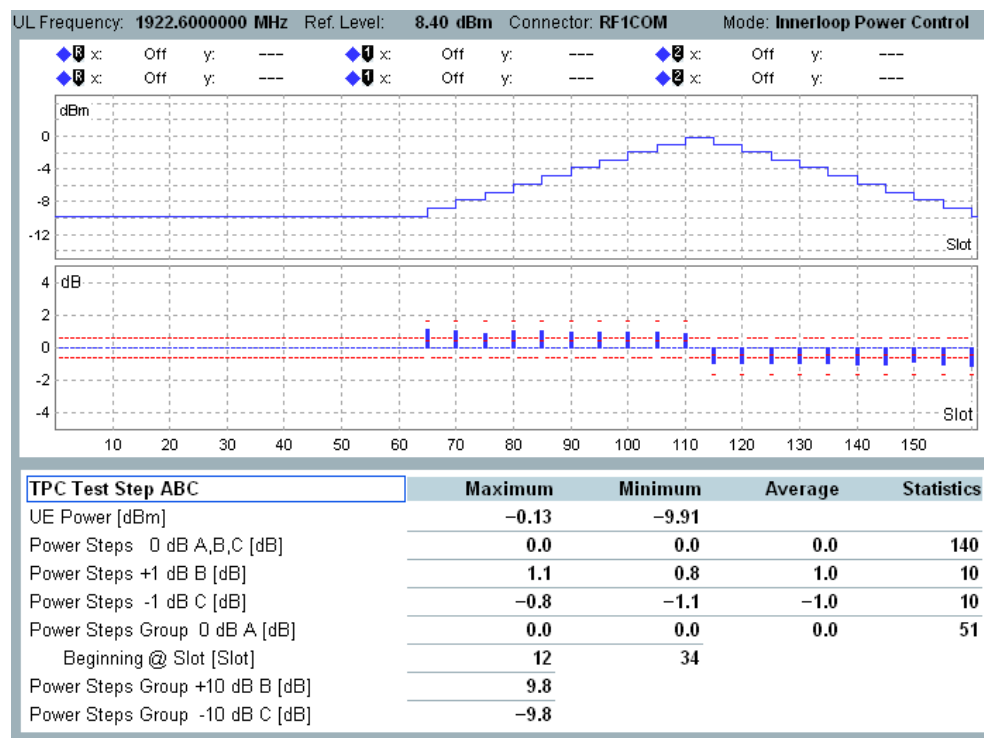 UL Frequency: 1922.6000000 MHz Ref. Level: 8.40 dBm Connector: RF1COM Mode: Innerloop Power Control
R x: Off y: --- 1 x: Off y: --- 2 x: Off y: ---
R x: Off y: --- 1 x: Off y: --- 2 x: Off y: ---
dBm
0
-4
-8
-12
Slot
4 dB
2
0
-2
-4
Slot
10 20 30 40 50 60 70 80 90 100 110 120 130 140 150
TPC Test Step ABC Maximum Minimum Average Statistics
UE Power [dBm] −0.13 −9.91
Power Steps 0 dB A,B,C [dB] 0.0 0.0 0.0 140
Power Steps +1 dB B [dB] 1.1 0.8 1.0 10
Power Steps -1 dB C [dB] −0.8 −1.1 −1.0 10
Power Steps Group 0 dB A [dB] 0.0 0.0 0.0 51
Beginning @ Slot [Slot] 12 34
Power Steps Group +10 dB B [dB] 9.8
Power Steps Group -10 dB C [dB] −9.8